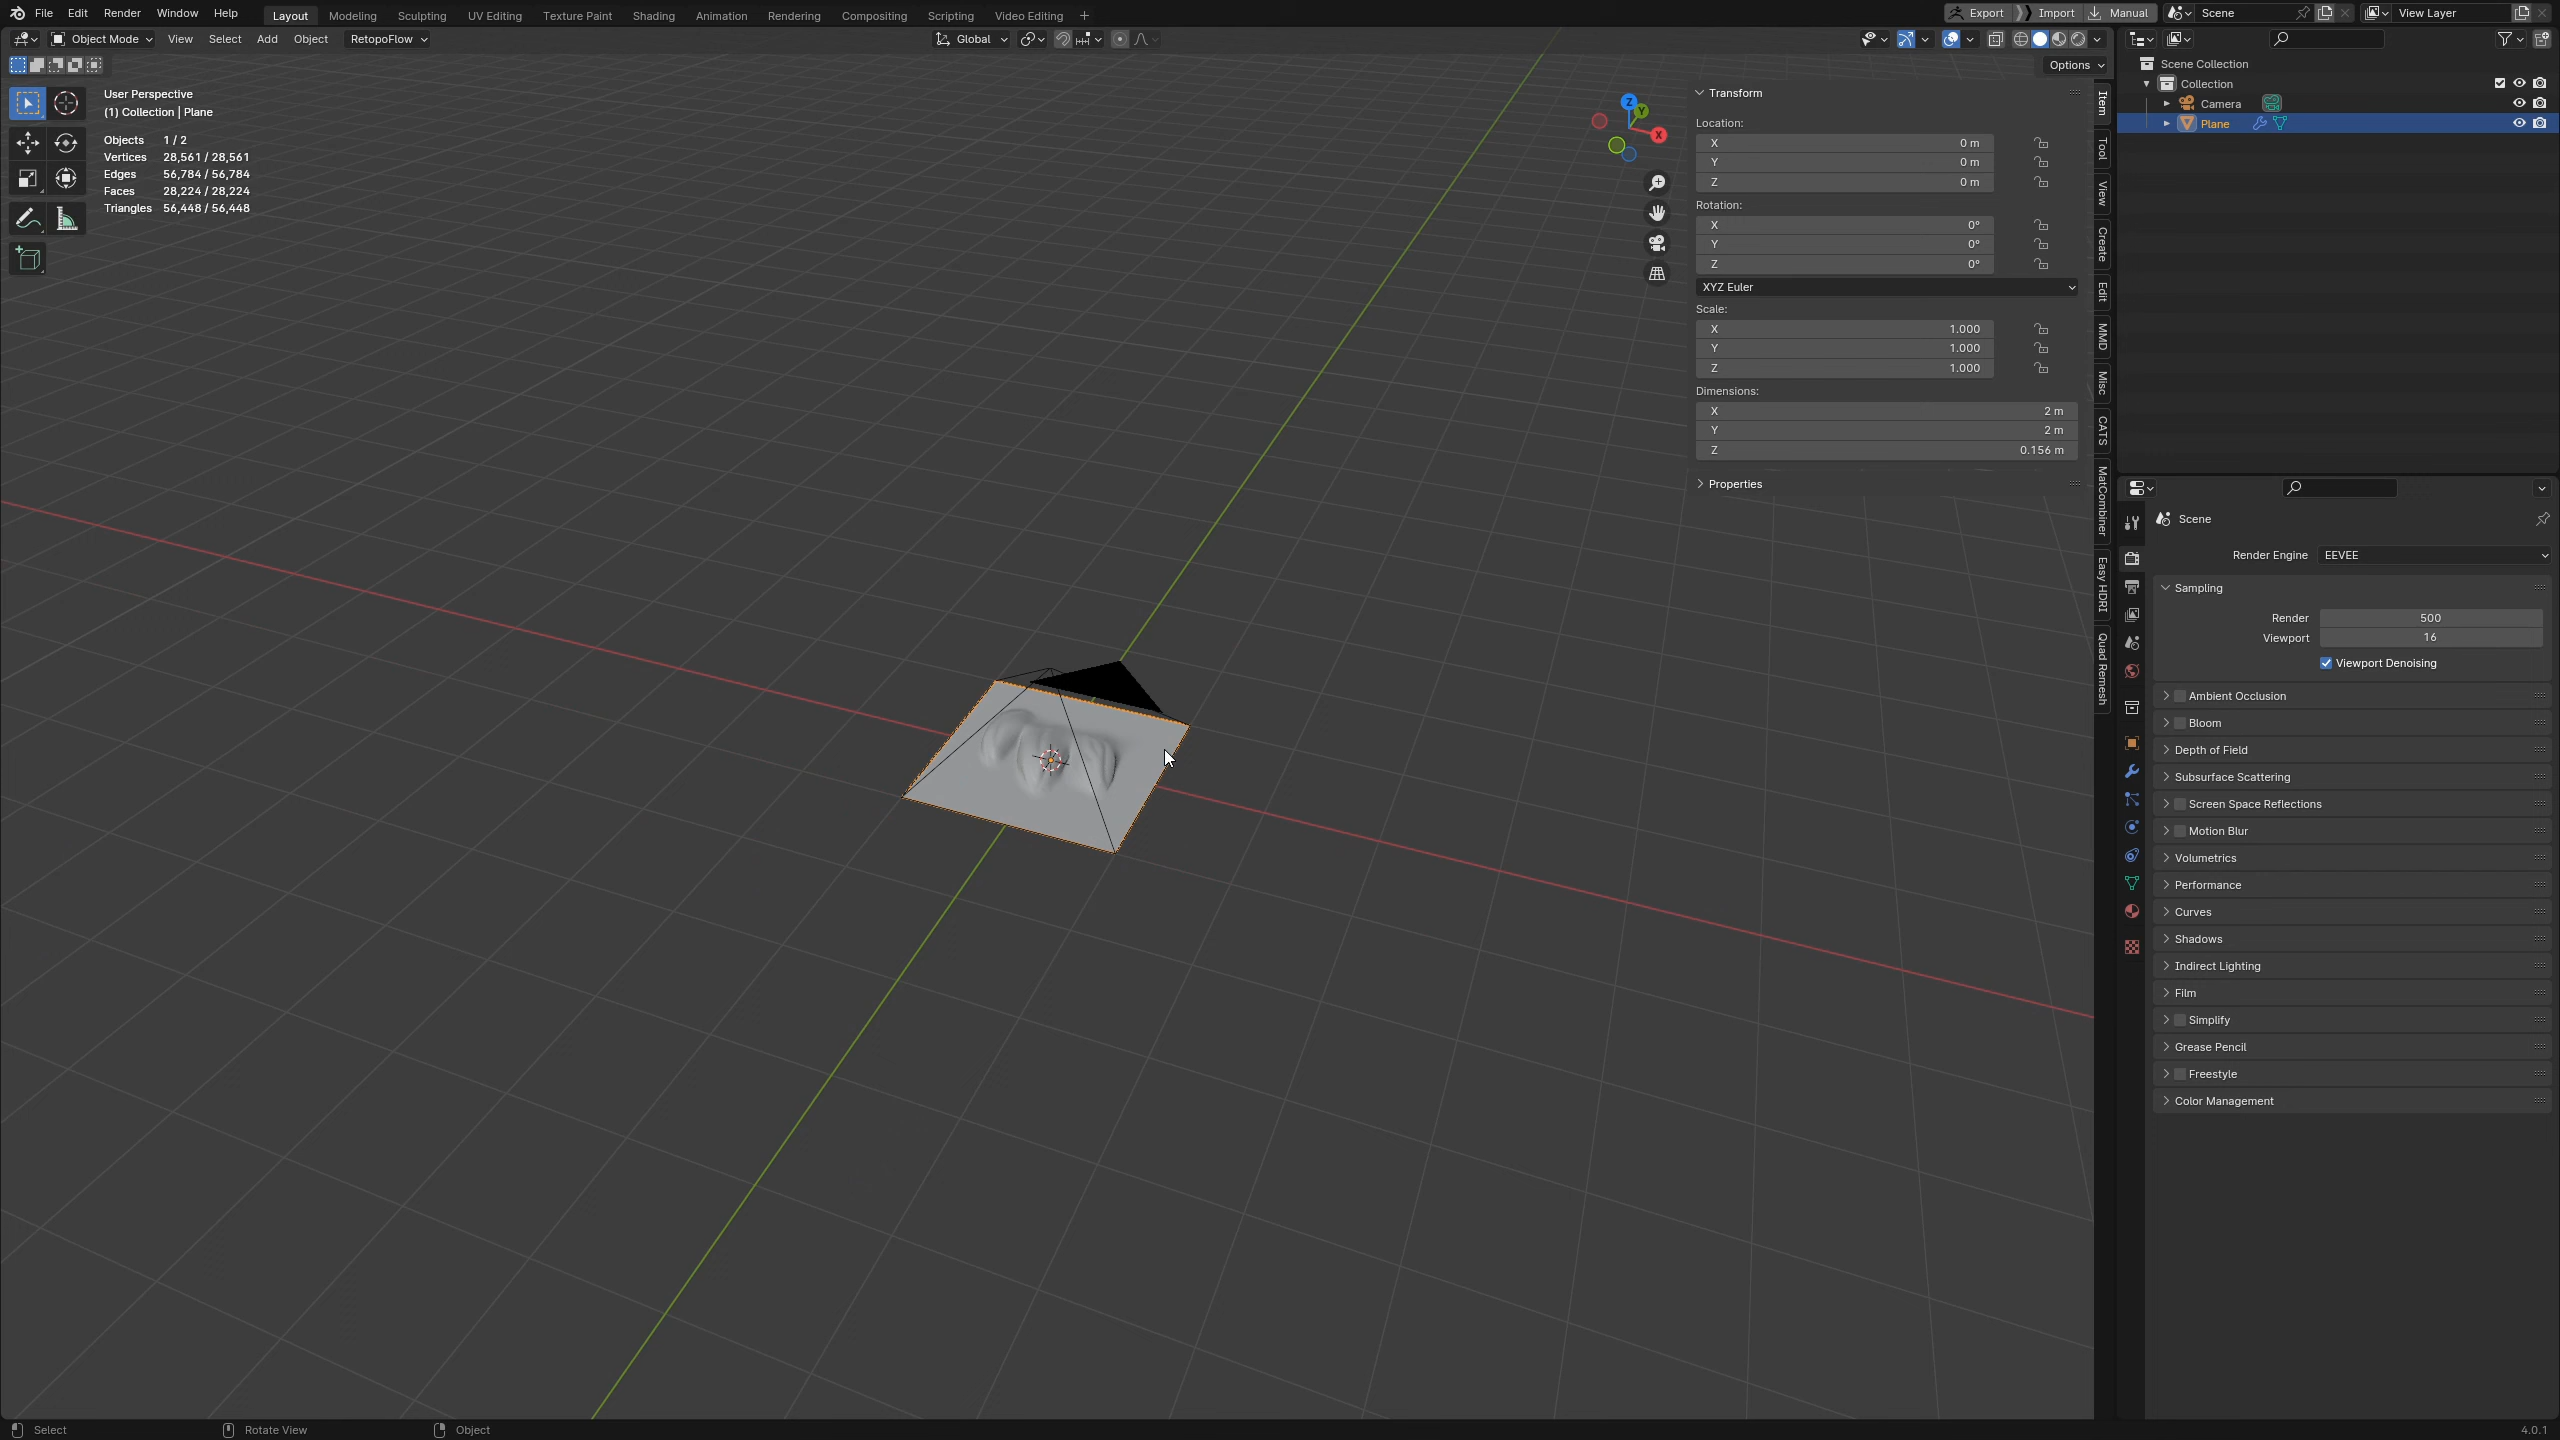 File Edit Render Window Help Layout Modeling Sculpting UV Editing Texture Paint Shading Animation Rendering Compositing Scripting Video Editing + Export Import Manual Scene View Layer
Object Mode View Select Add Object RetopoFlow Global
Options
User Perspective
(1) Collection | Plane
Objects 1 / 2
Vertices 28,561 / 28,561
Edges 56,784 / 56,784
Faces 28,224 / 28,224
Triangles 56,448 / 56,448
Z
Y
X
Transform
Location:
X 0 m
Y 0 m
Z 0 m
Rotation:
X 0°
Y 0°
Z 0°
XYZ Euler
Scale:
X 1.000
Y 1.000
Z 1.000
Dimensions:
X 2 m
Y 2 m
Z 0.156 m
Properties
Item
Tool
View
Create
Edit
MMD
Misc
CATS
MatCombiner
Easy HDRI
Quad Remesh
Scene Collection
Collection
Camera
Plane
Scene
Render Engine EEVEE
Sampling
Render 500
Viewport 16
Viewport Denoising
Ambient Occlusion
Bloom
Depth of Field
Subsurface Scattering
Screen Space Reflections
Motion Blur
Volumetrics
Performance
Curves
Shadows
Indirect Lighting
Film
Simplify
Grease Pencil
Freestyle
Color Management
Select Rotate View Object 4.0.1